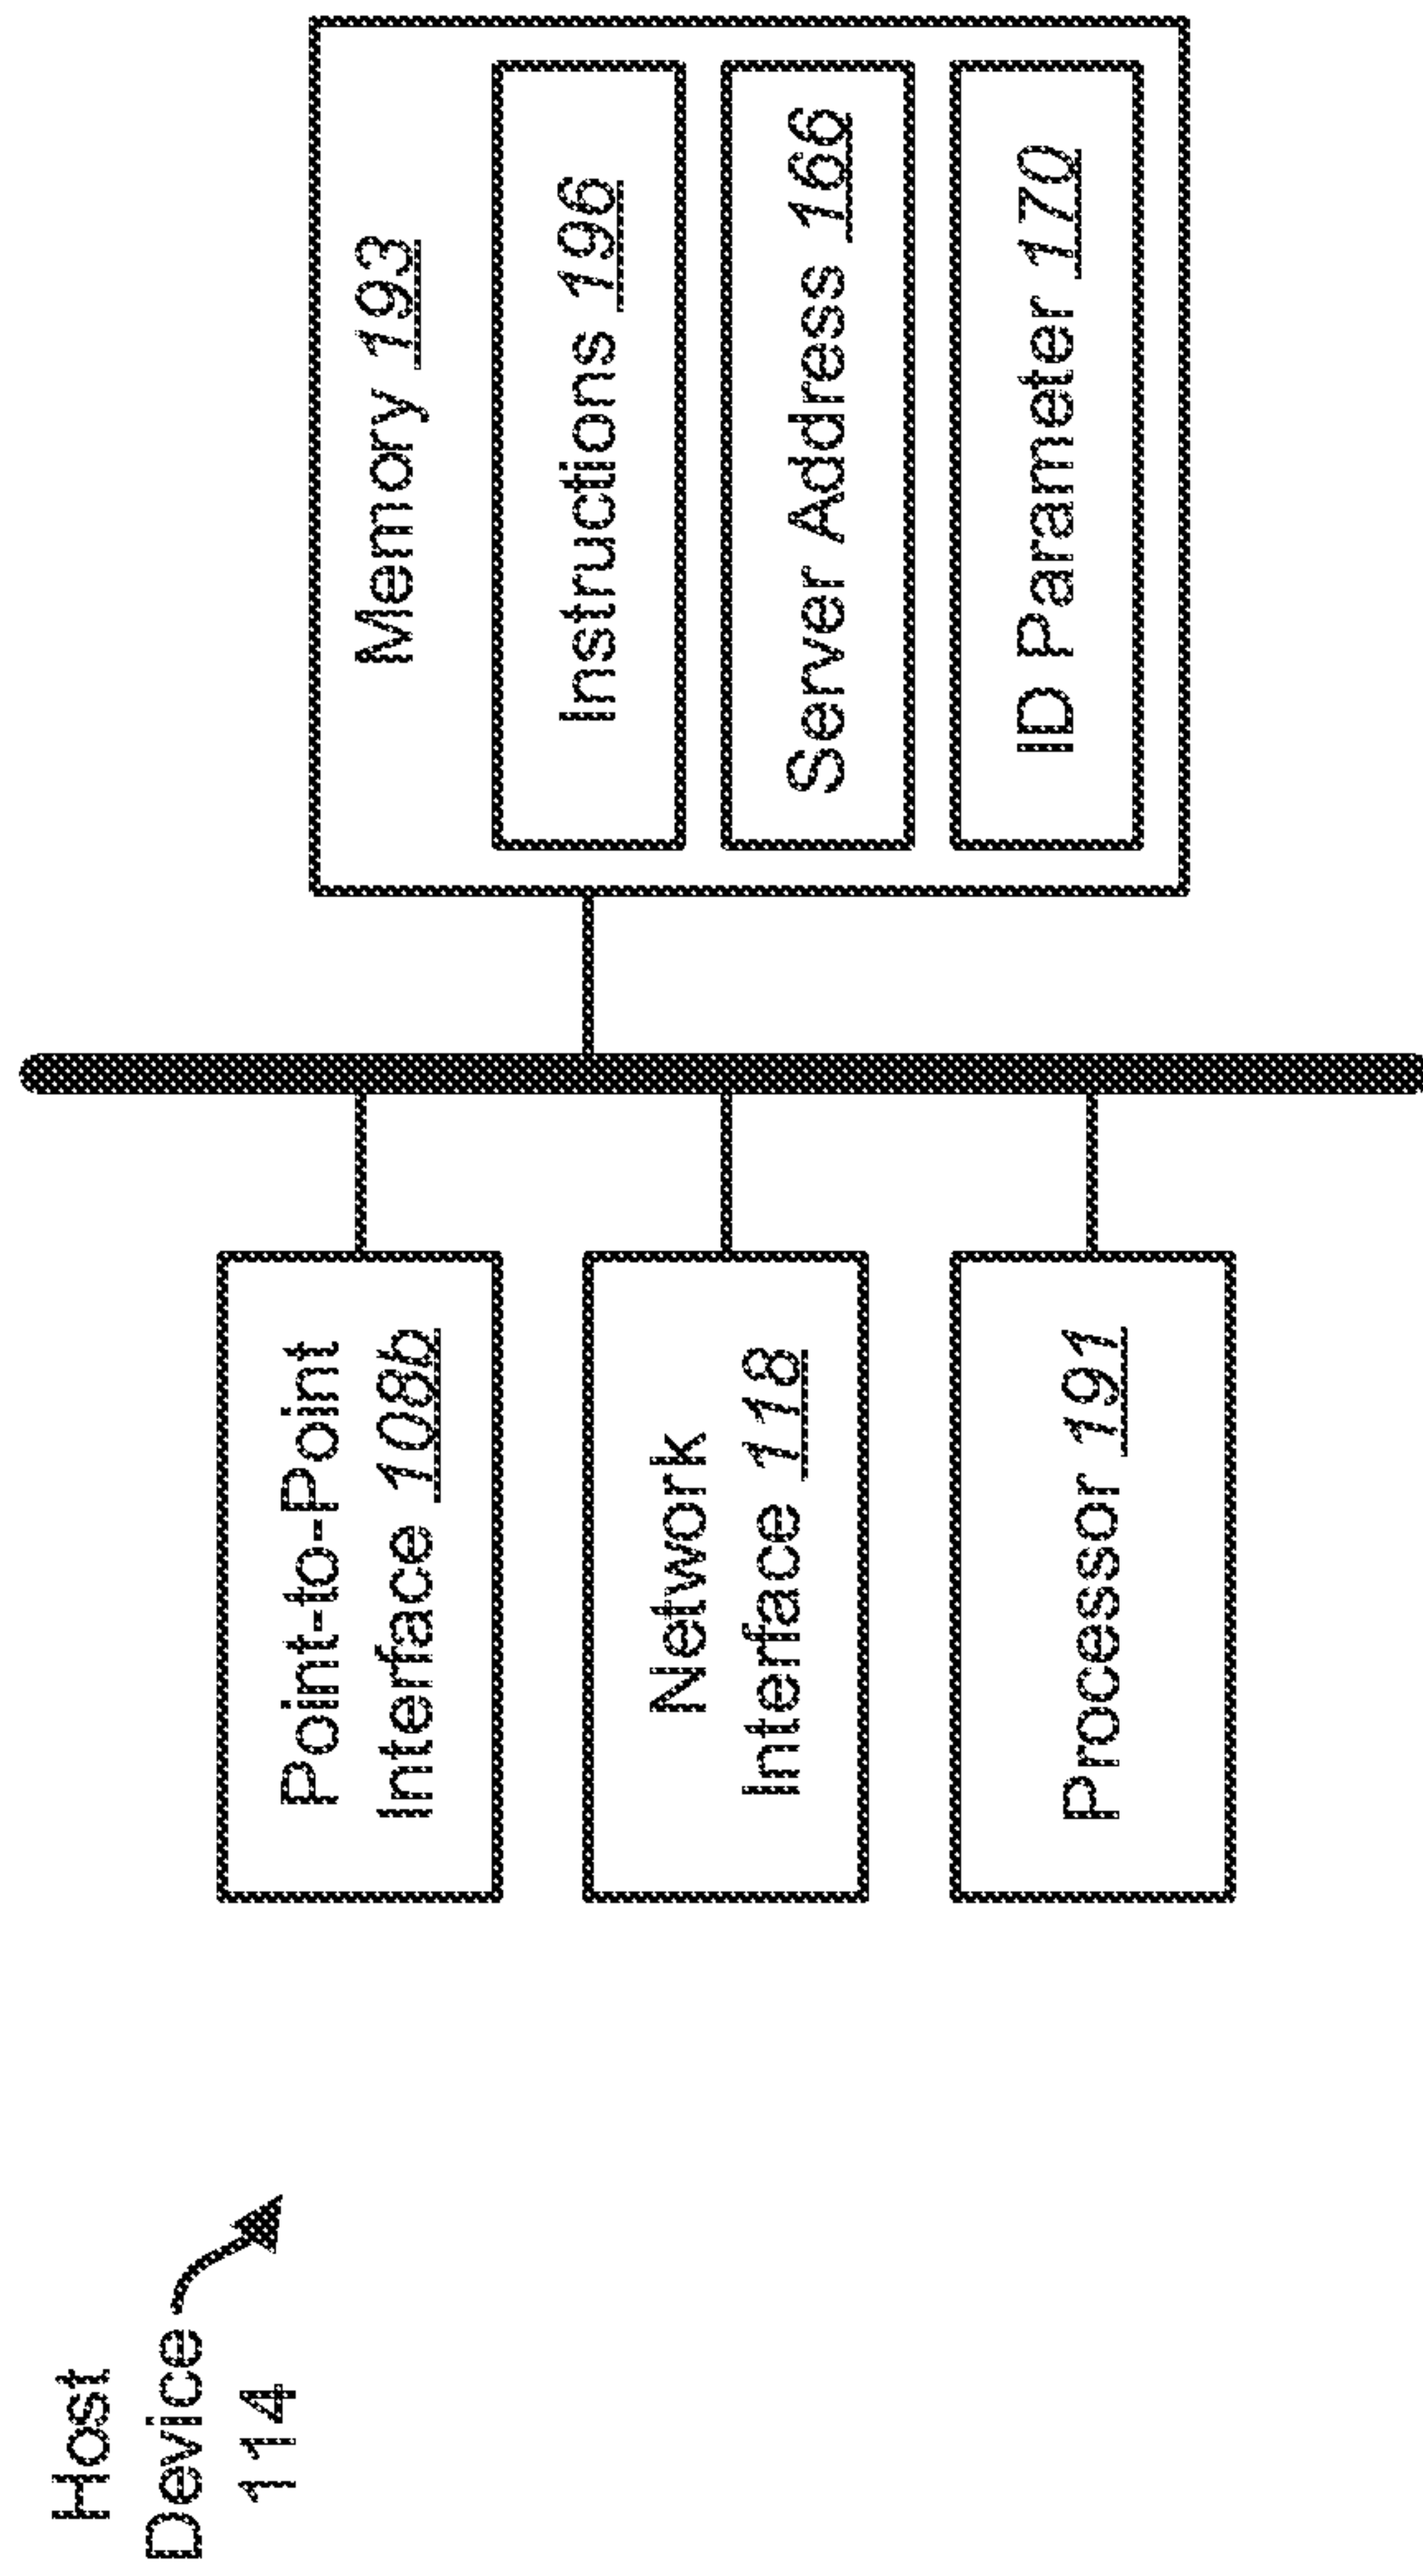 Host
Device
114
Point-to-Point
Interface 108b
Network
Interface 118
Processor 191
Memory 193
Instructions 196
Server Address 166
ID Parameter 170